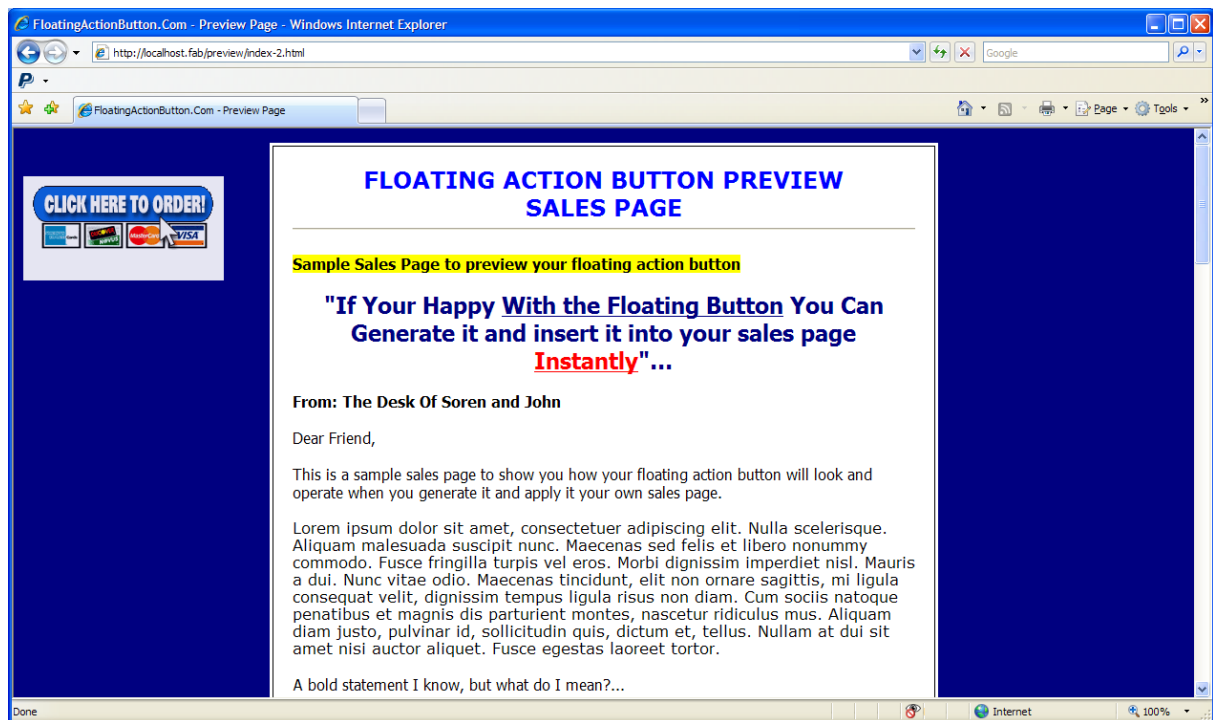 FloatingActionButton.Com - Preview Page - Windows Internet Explorer
http://localhost.fab/preview/index-2.html
Google
FloatingActionButton.Com - Preview Page
Page
Tools
CLICK HERE TO ORDER!
MasterCard
VISA
FLOATING ACTION BUTTON PREVIEW
SALES PAGE
Sample Sales Page to preview your floating action button
"If Your Happy With the Floating Button You Can
Generate it and insert it into your sales page
Instantly"...
From: The Desk Of Soren and John
Dear Friend,
This is a sample sales page to show you how your floating action button will look and
operate when you generate it and apply it your own sales page.
Lorem ipsum dolor sit amet, consectetuer adipiscing elit. Nulla scelerisque.
Aliquam malesuada suscipit nunc. Maecenas sed felis et libero nonummy
commodo. Fusce fringilla turpis vel eros. Morbi dignissim imperdiet nisl. Mauris
a dui. Nunc vitae odio. Maecenas tincidunt, elit non ornare sagittis, mi ligula
consequat velit, dignissim tempus ligula risus non diam. Cum sociis natoque
penatibus et magnis dis parturient montes, nascetur ridiculus mus. Aliquam
diam justo, pulvinar id, sollicitudin quis, dictum et, tellus. Nullam at dui sit
amet nisi auctor aliquet. Fusce egestas laoreet tortor.
A bold statement I know, but what do I mean?...
Done
Internet
100%